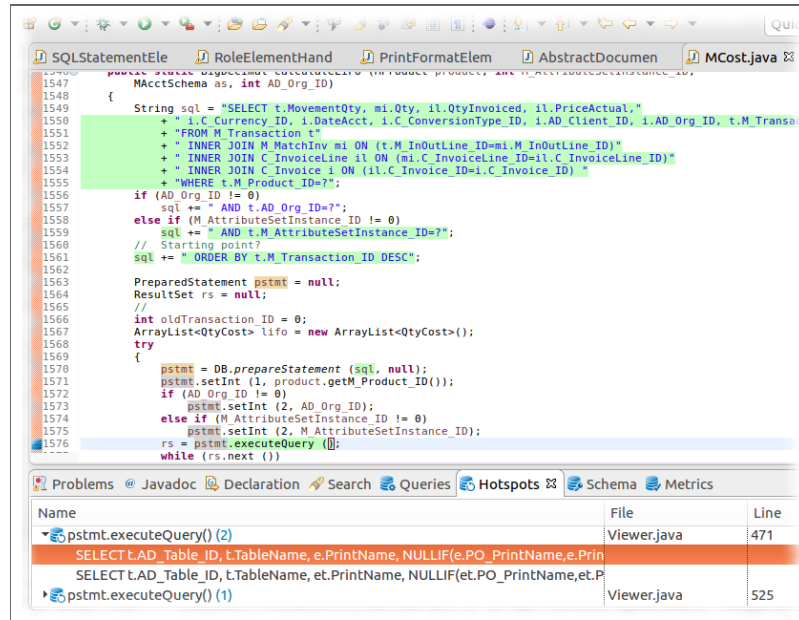 Quic
SQLStatementEle RoleElementHand PrintFormatElem AbstractDocumen MCost.java
1546 public static BigDecimal calculateLiFo (MProduct product, int M_AttributeSetInstance_ID,
1547 MAcctSchema as, int AD_Org_ID)
1548 {
1549 String sql = "SELECT t.MovementQty, mi.Qty, il.QtyInvoiced, il.PriceActual,"
1550 + " i.C_Currency_ID, i.DateAcct, i.C_ConversionType_ID, i.AD_Client_ID, i.AD_Org_ID, t.M_Transac
1551 + "FROM M_Transaction t"
1552 + " INNER JOIN M_MatchInv mi ON (t.M_InOutLine_ID=mi.M_InOutLine_ID)"
1553 + " INNER JOIN C_InvoiceLine il ON (mi.C_InvoiceLine_ID=il.C_InvoiceLine_ID)"
1554 + " INNER JOIN C_Invoice i ON (il.C_Invoice_ID=i.C_Invoice_ID) "
1555 + "WHERE t.M_Product_ID=?";
1556 if (AD_Org_ID != 0)
1557 sql += " AND t.AD_Org_ID=?";
1558 else if (M_AttributeSetInstance_ID != 0)
1559 sql += " AND t.M_AttributeSetInstance_ID=?";
1560 // Starting point?
1561 sql += " ORDER BY t.M_Transaction_ID DESC";
1562
1563 PreparedStatement pstmt = null;
1564 ResultSet rs = null;
1565 //
1566 int oldTransaction_ID = 0;
1567 ArrayList<QtyCost> lifo = new ArrayList<QtyCost>();
1568 try
1569 {
1570 pstmt = DB.prepareStatement (sql, null);
1571 pstmt.setInt (1, product.getM_Product_ID());
1572 if (AD_Org_ID != 0)
1573 pstmt.setInt (2, AD_Org_ID);
1574 else if (M_AttributeSetInstance_ID != 0)
1575 pstmt.setInt (2, M_AttributeSetInstance_ID);
1576 rs = pstmt.executeQuery ();
while (rs.next ())
Problems @ Javadoc Declaration Search Queries Hotspots Schema Metrics
Name File Line
pstmt.executeQuery() (2) Viewer.java 471
SELECT t.AD_Table_ID, t.TableName, e.PrintName, NULLIF(e.PO_PrintName,e.Prin
SELECT t.AD_Table_ID, t.TableName, et.PrintName, NULLIF(et.PO_PrintName,et.P
pstmt.executeQuery() (1) Viewer.java 525